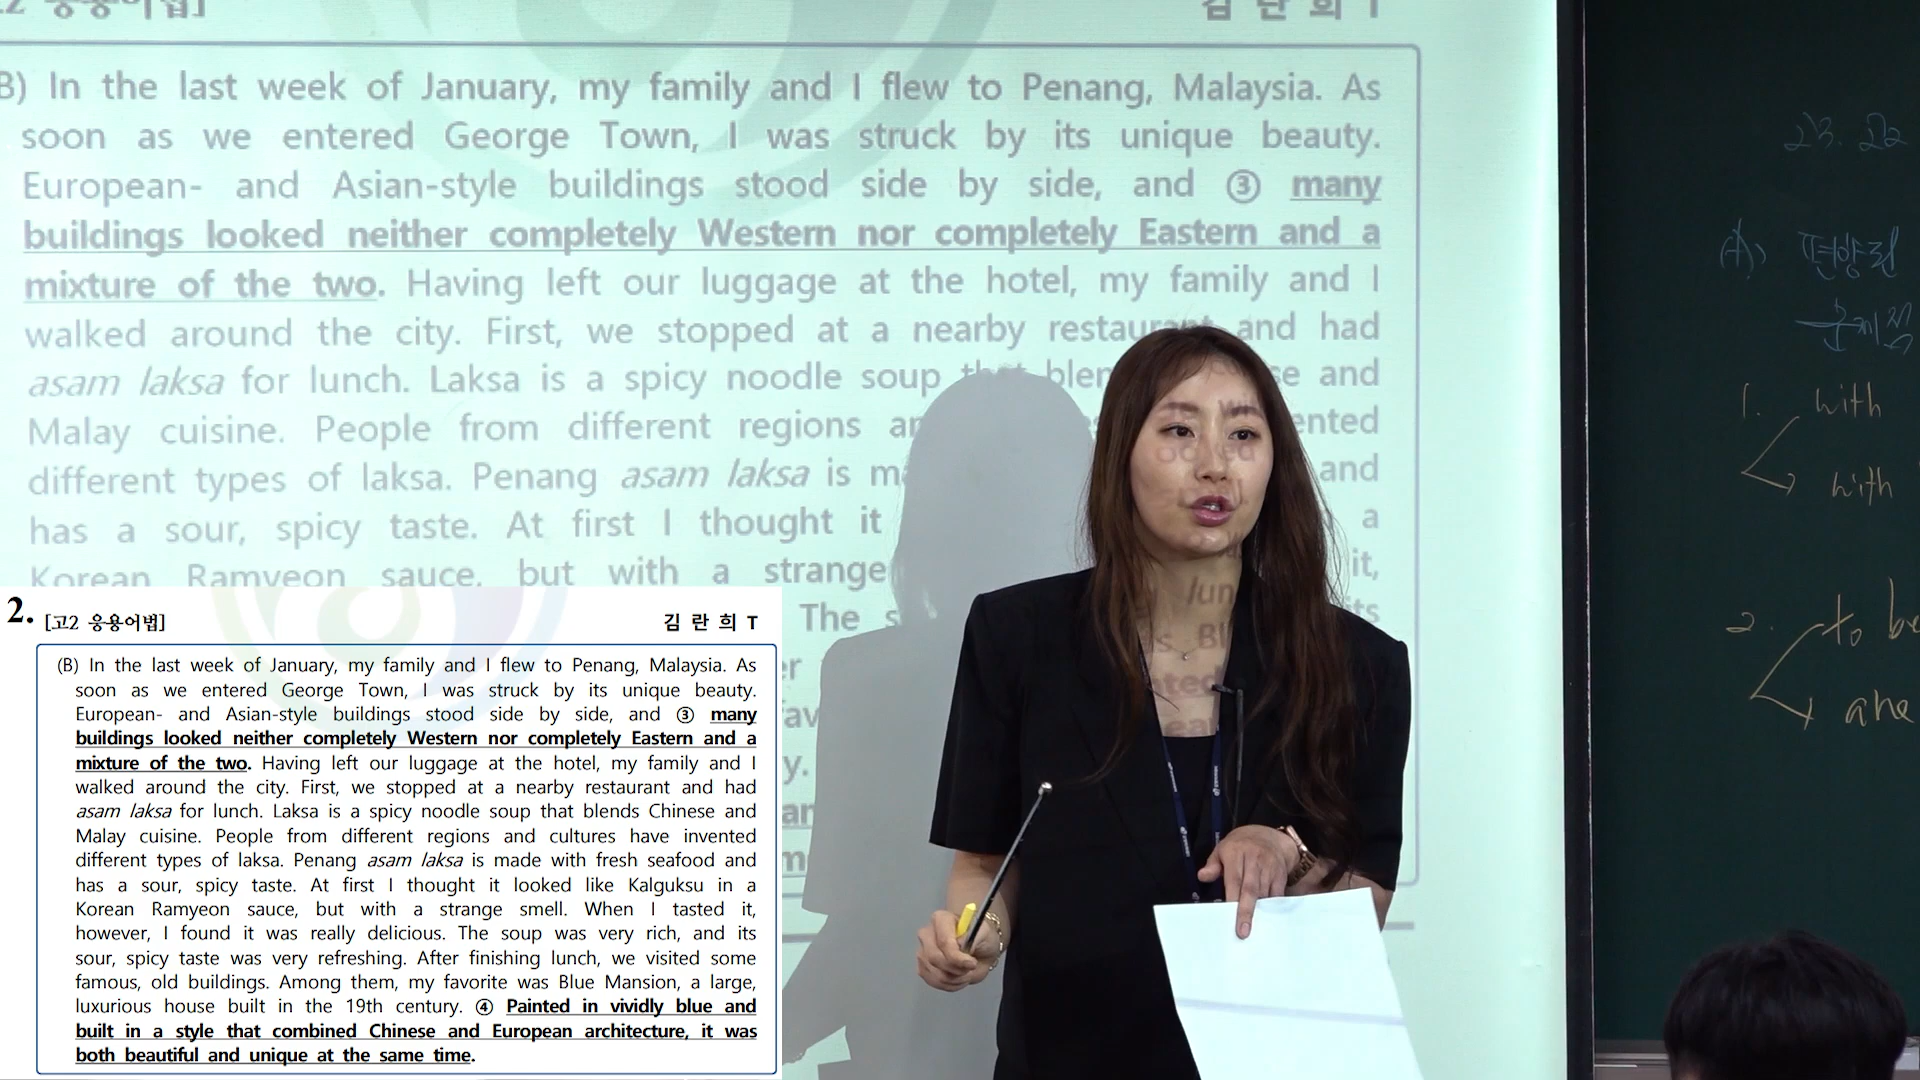 김 란 희 T
B) In the last week of January, my family and I flew to Penang, Malaysia. As
soon as we entered George Town, I was struck by its unique beauty.
European- and Asian-style buildings stood side by side, and ③ many
buildings looked neither completely Western nor completely Eastern and a
mixture of the two. Having left our luggage at the hotel, my family and I
walked around the city. First, we stopped at a nearby restaurant and had
asam laksa for lunch. Laksa is a spicy noodle soup that and
Malay cuisine. People from different regions
different types of laksa. Penang asam laksa is and
has a sour, spicy taste. At first I thought it a
Korean Ramyeon sauce, but with a strange it,
The
2. [고2 응용어법] 김 란 희 T
(B) In the last week of January, my family and I flew to Penang, Malaysia. As
soon as we entered George Town, I was struck by its unique beauty.
European- and Asian-style buildings stood side by side, and ③ many
buildings looked neither completely Western nor completely Eastern and a
mixture of the two. Having left our luggage at the hotel, my family and I
walked around the city. First, we stopped at a nearby restaurant and had
asam laksa for lunch. Laksa is a spicy noodle soup that blends Chinese and
Malay cuisine. People from different regions and cultures have invented
different types of laksa. Penang asam laksa is made with fresh seafood and
has a sour, spicy taste. At first I thought it looked like Kalguksu in a
Korean Ramyeon sauce, but with a strange smell. When I tasted it,
however, I found it was really delicious. The soup was very rich, and its
sour, spicy taste was very refreshing. After finishing lunch, we visited some
famous, old buildings. Among them, my favorite was Blue Mansion, a large,
luxurious house built in the 19th century. ④ Painted in vividly blue and
built in a style that combined Chinese and European architecture, it was
both beautiful and unique at the same time.
23. 고2
(A) 편향된
문제점
1. with
with
2. to be